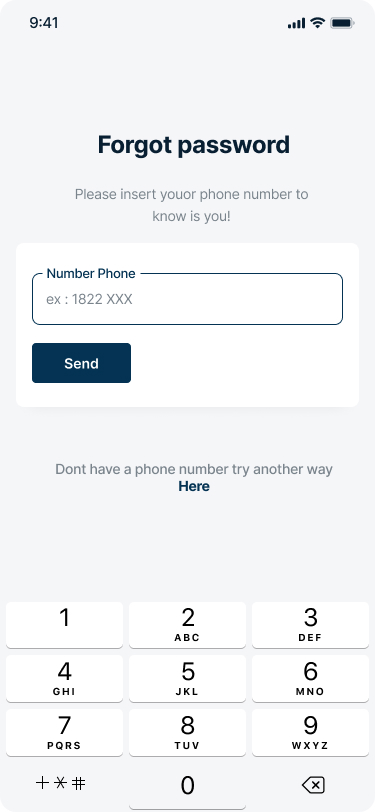 9:41
Forgot password
Please insert youor phone number to
know is you!
Number Phone
ex : 1822 XXX
Send
Dont have a phone number try another way
Here
1 2 3
ABC DEF
4 5 6
GHI JKL MNO
7 8 9
PQRS TUV WXYZ
+*# 0